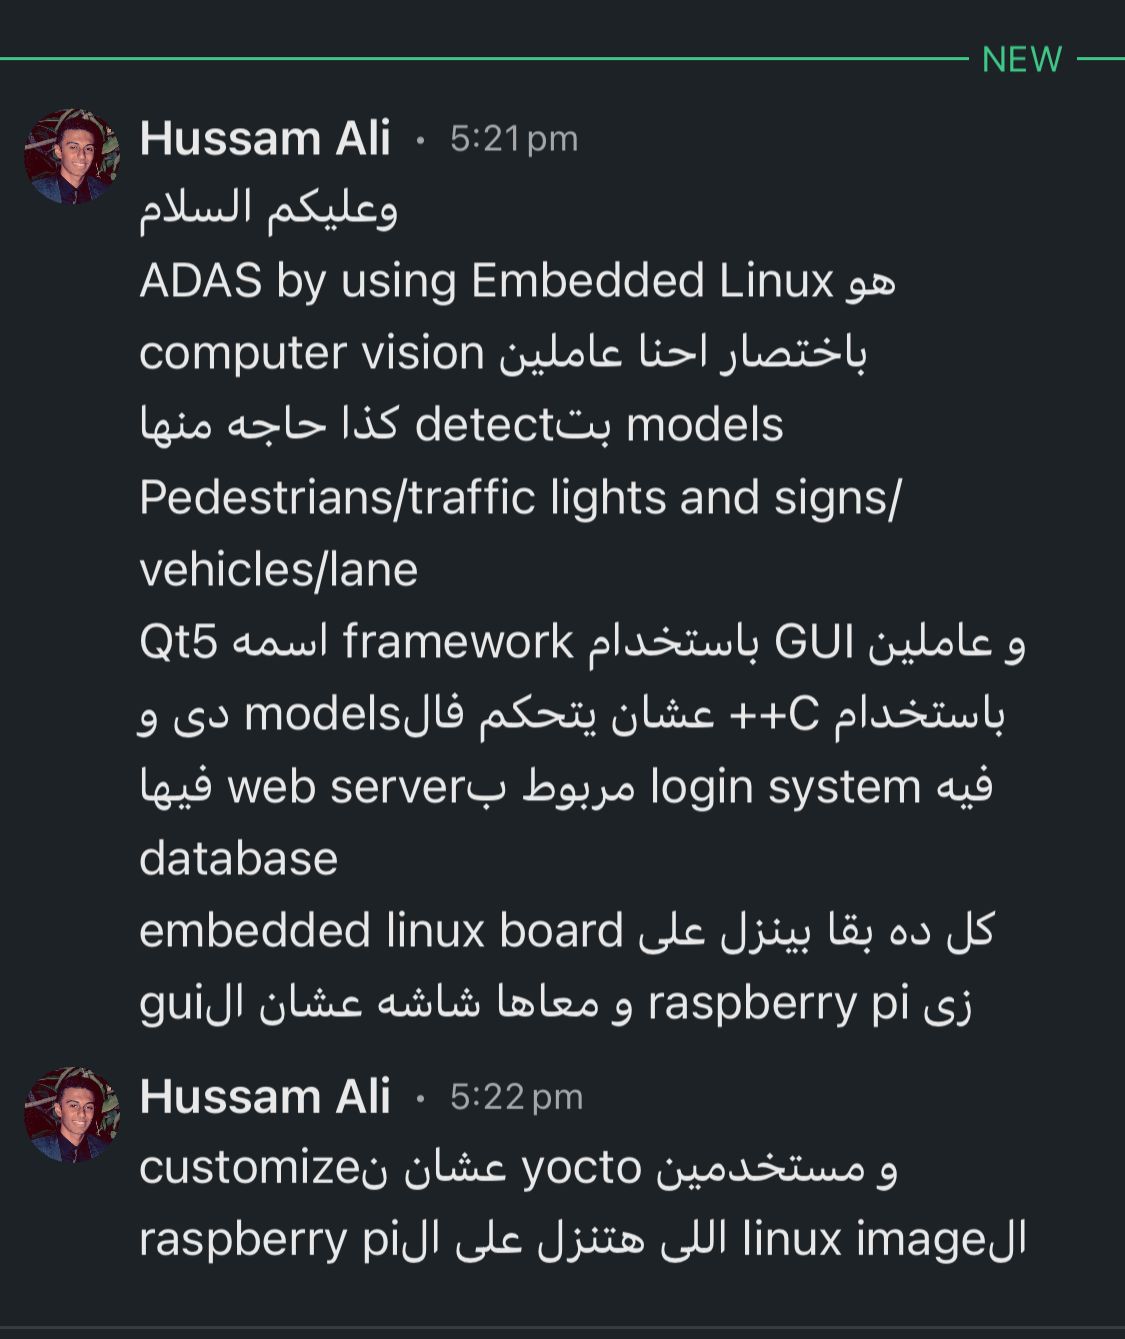 NEW
Hussam Ali • 5:21 pm
وعليكم السلام
هو ADAS by using Embedded Linux
باختصار احنا عاملين computer vision
models بتdetect كذا حاجه منها
Pedestrians/traffic lights and signs/
vehicles/lane
و عاملين GUI باستخدام framework اسمه Qt5
باستخدام C++ عشان يتحكم فالmodels دى و
فيه login system مربوط بweb server فيها
database
كل ده بقا بينزل على embedded linux board
زى raspberry pi و معاها شاشه عشان الgui
Hussam Ali • 5:22 pm
و مستخدمين yocto عشان نcustomize
الlinux image اللى هتنزل على الraspberry pi